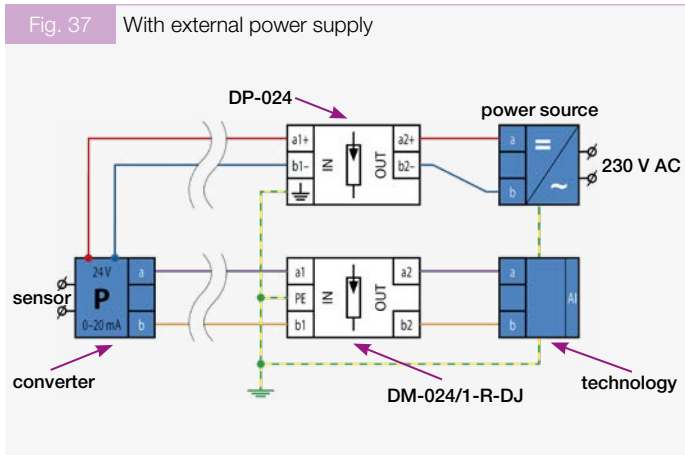 Fig. 37 With external power supply
DP-024
power source
a1+ IN OUT a2+ a =
b1- b2- b ~
230 V AC
24 V a a1 a2 a
sensor P PE IN OUT AI
0–20 mA b b1 b2 b
converter
DM-024/1-R-DJ
technology